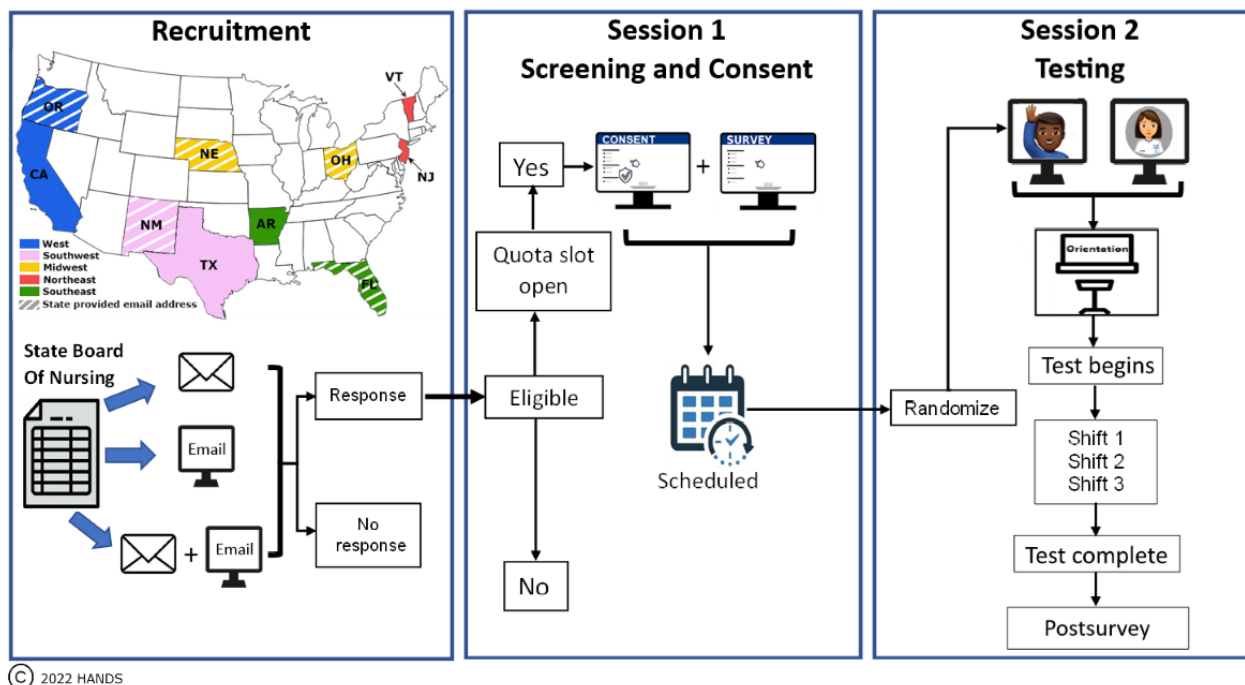 Recruitment
VT
OR
NE
OH
CA
NJ
NM
AR
TX
FL
West
Southwest
Midwest
Northeast
Southeast
State provided email address
State Board
Of Nursing
Email
Email
Response
No
response
Session 1
Screening and Consent
Yes
CONSENT
+
SURVEY
Quota slot
open
Eligible
No
Scheduled
Session 2
Testing
Orientation
Test begins
Randomize
Shift 1
Shift 2
Shift 3
Test complete
Postsurvey
+
© 2022 HANDS